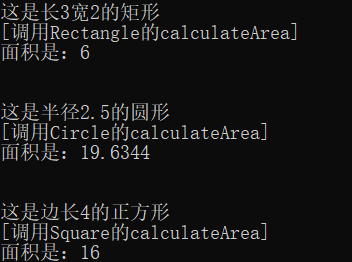 这是长3宽2的矩形
[调用Rectangle的calculateArea]
面积是：6
这是半径2.5的圆形
[调用Circle的calculateArea]
面积是：19.6344
这是边长4的正方形
[调用Square的calculateArea]
面积是：16